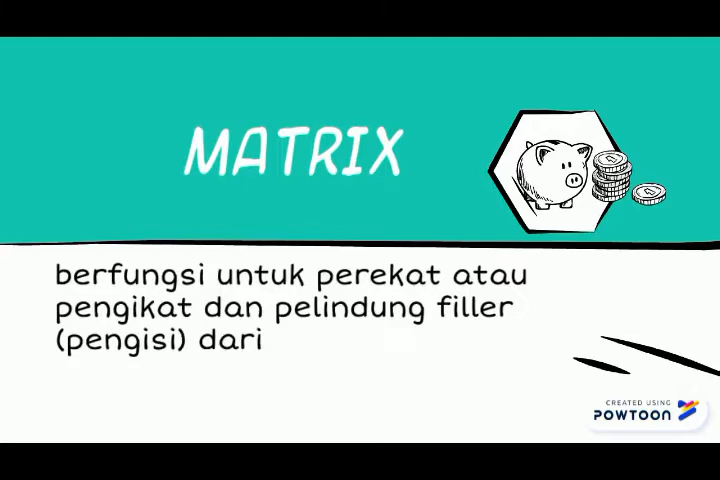 MATRIX
berfungsi untuk perekat atau
pengikat dan pelindung filler
(pengisi) dari
CREATED USING
POWTOON